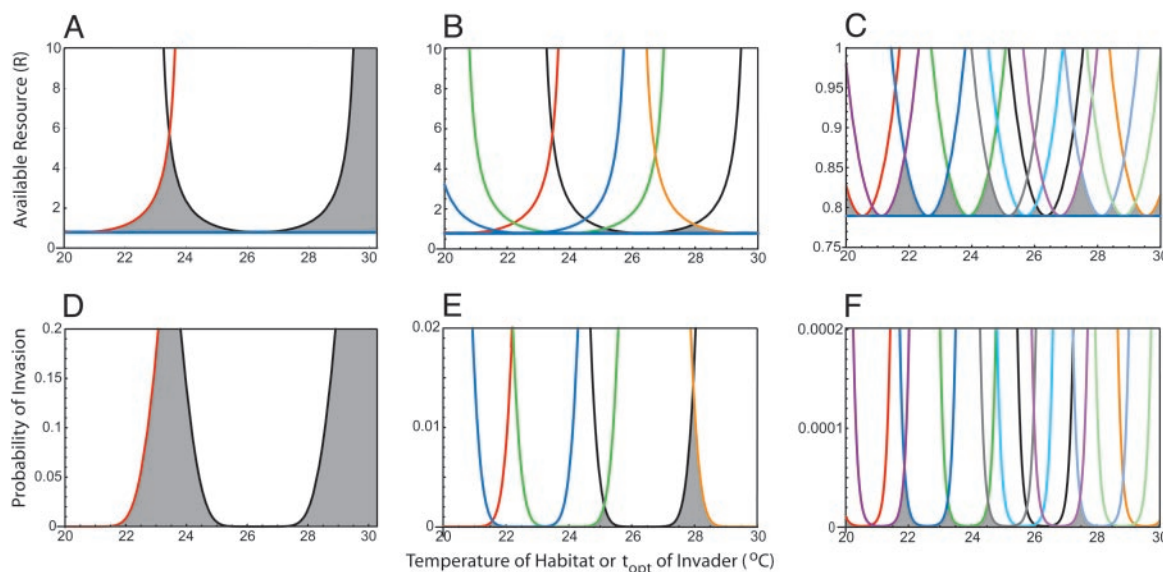 A
B
C
Available Resource (R)
10
8
6
4
2
0
20 22 24 26 28 30
10
8
6
4
2
0
20 22 24 26 28 30
1
0.95
0.9
0.85
0.8
0.75
20 22 24 26 28 30
D
E
F
Probability of Invasion
0.2
0.15
0.1
0.05
0
20 22 24 26 28 30
0.02
0.01
0
20 22 24 26 28 30
0.0002
0.0001
0
20 22 24 26 28 30
Temperature of Habitat or topt of Invader (°C)